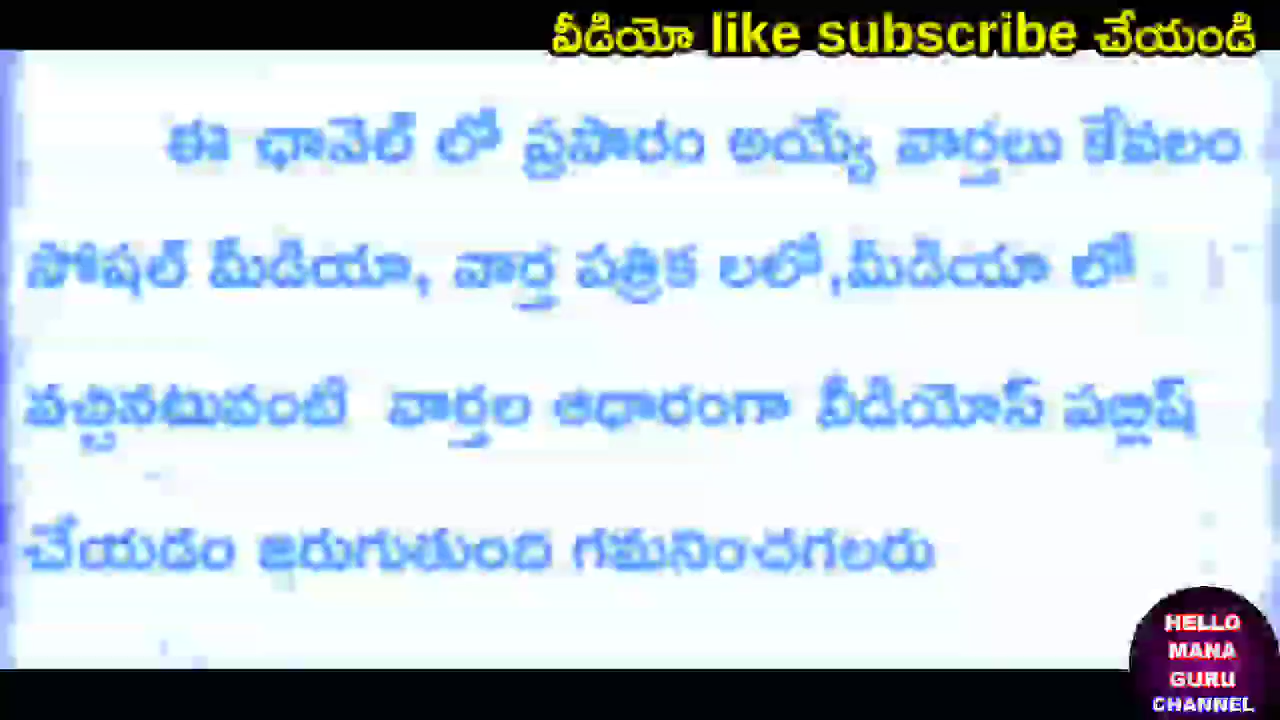 వీడియో like subscribe చేయండి
ఈ ఛానెల్ లో ప్రసారం అయ్యే వార్తలు కేవలం
సోషల్ మీడియా, వార్త పత్రిక లలో,మీడియా లో
వచ్చినటువంటి వార్తల ఆధారంగా వీడియోస్ పబ్లిష్
చేయడం జరుగుతుంది గమనించగలరు
HELLO
MANA
GURU
CHANNEL